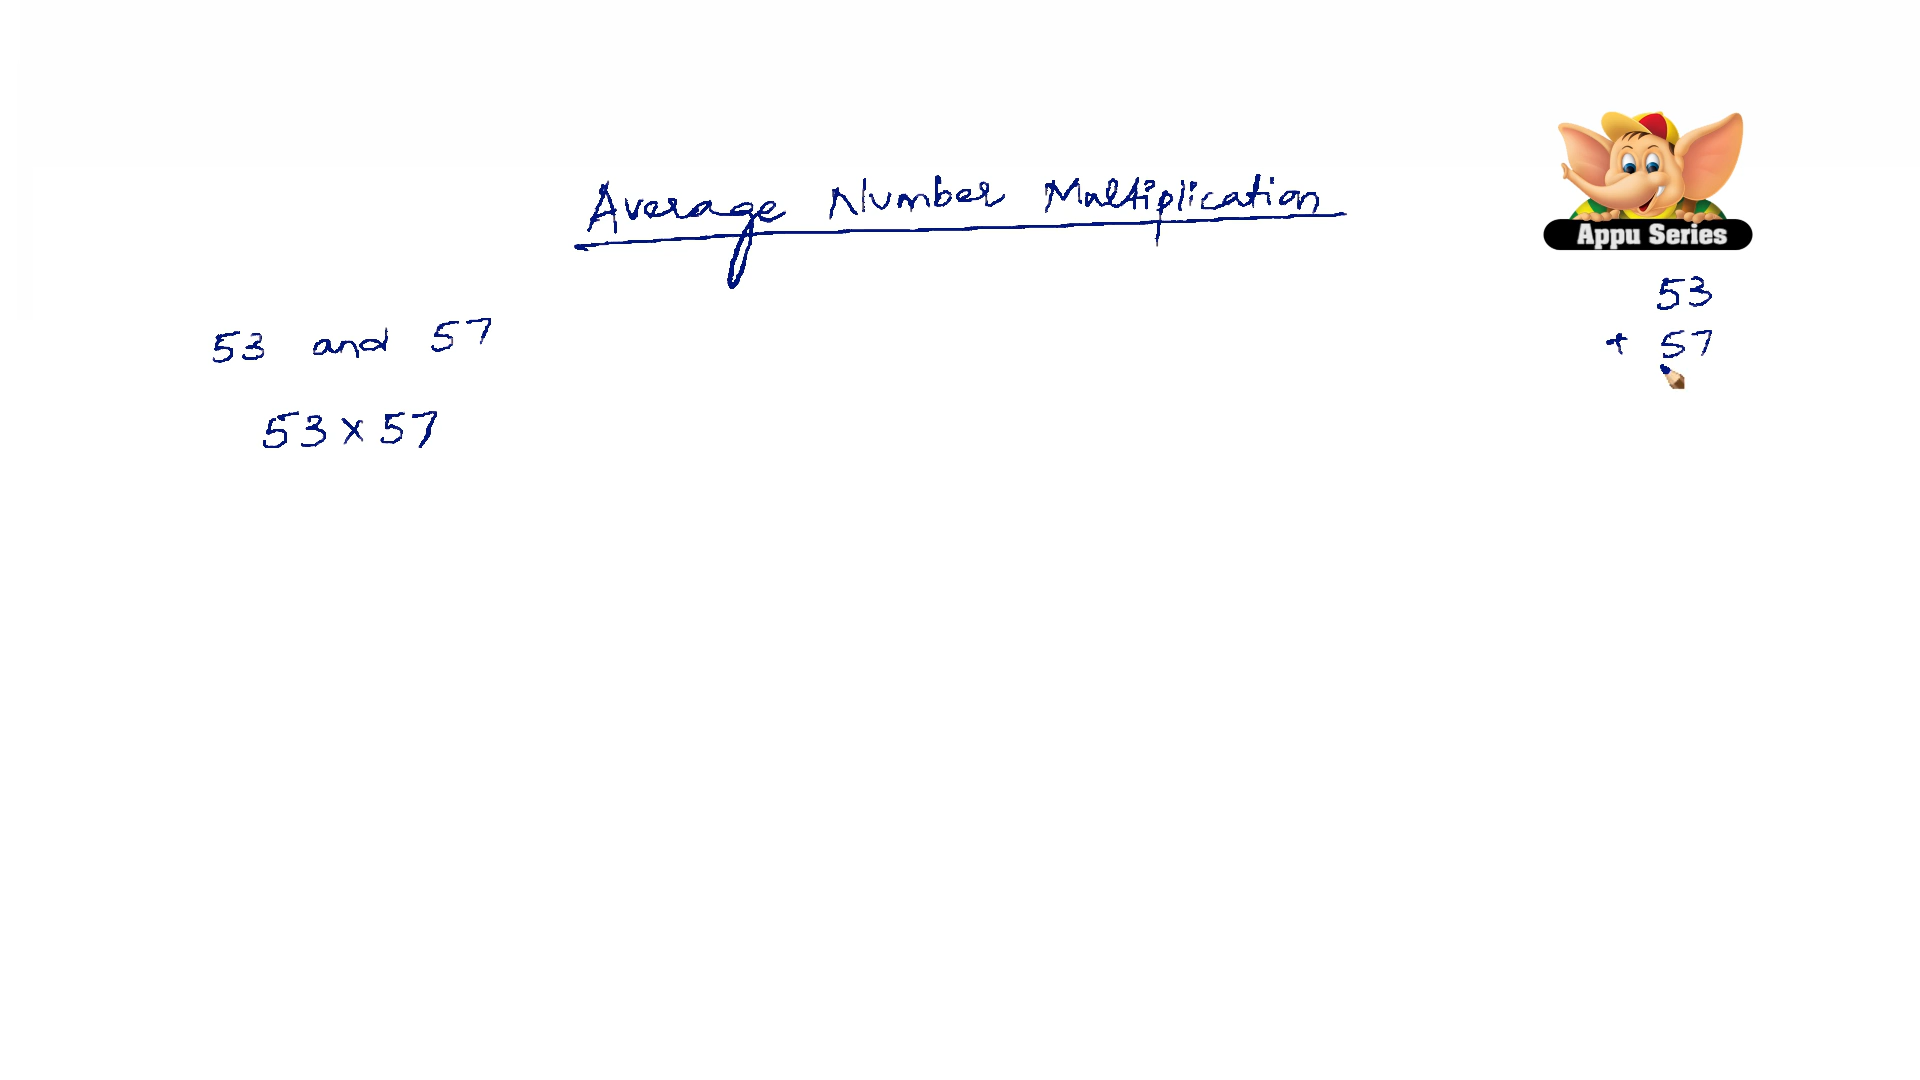 Average Number Multiplication
Appu Series
53 and 57
53 x 57
53
+ 57